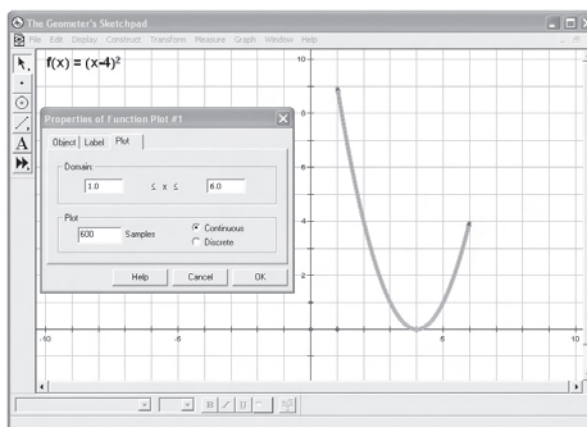 The Geometer's Sketchpad
File Edit Display Construct Transform Measure Graph Window Help
f(x) = (x-4)²
Properties of Function Plot #1
Object Label Plot
Domain:
1.0 ≤ x ≤ 6.0
Plot
600 Samples
Continuous
Discrete
Help Cancel OK
10
8
6
4
2
-10 -5 5 10
A
B I U